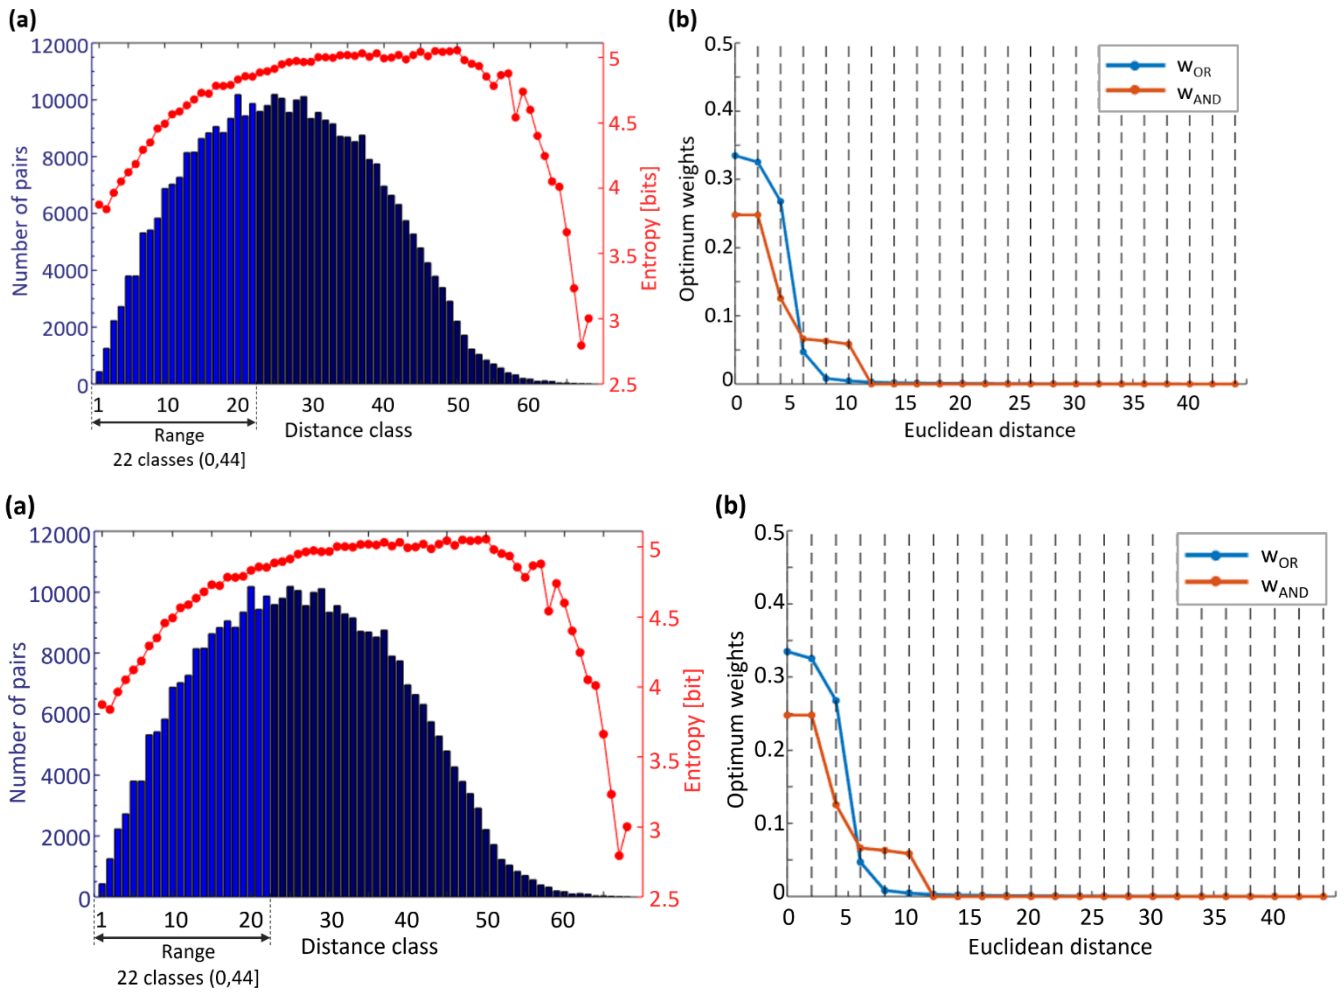 (a)
12000
10000
8000
6000
4000
2000
0
Number of pairs
5
4.5
4
3.5
3
2.5
Entropy [bits]
1 10 20 30 40 50 60
Distance class
Range
22 classes (0,44]
(b)
0.5
0.4
0.3
0.2
0.1
0
Optimum weights
wOR
wAND
0 5 10 15 20 25 30 35 40
Euclidean distance
(a)
12000
10000
8000
6000
4000
2000
0
Number of pairs
5
4.5
4
3.5
3
2.5
Entropy [bit]
1 10 20 30 40 50 60
Distance class
Range
22 classes (0,44]
(b)
0.5
0.4
0.3
0.2
0.1
0
Optimum weights
wOR
wAND
0 5 10 15 20 25 30 35 40
Euclidean distance